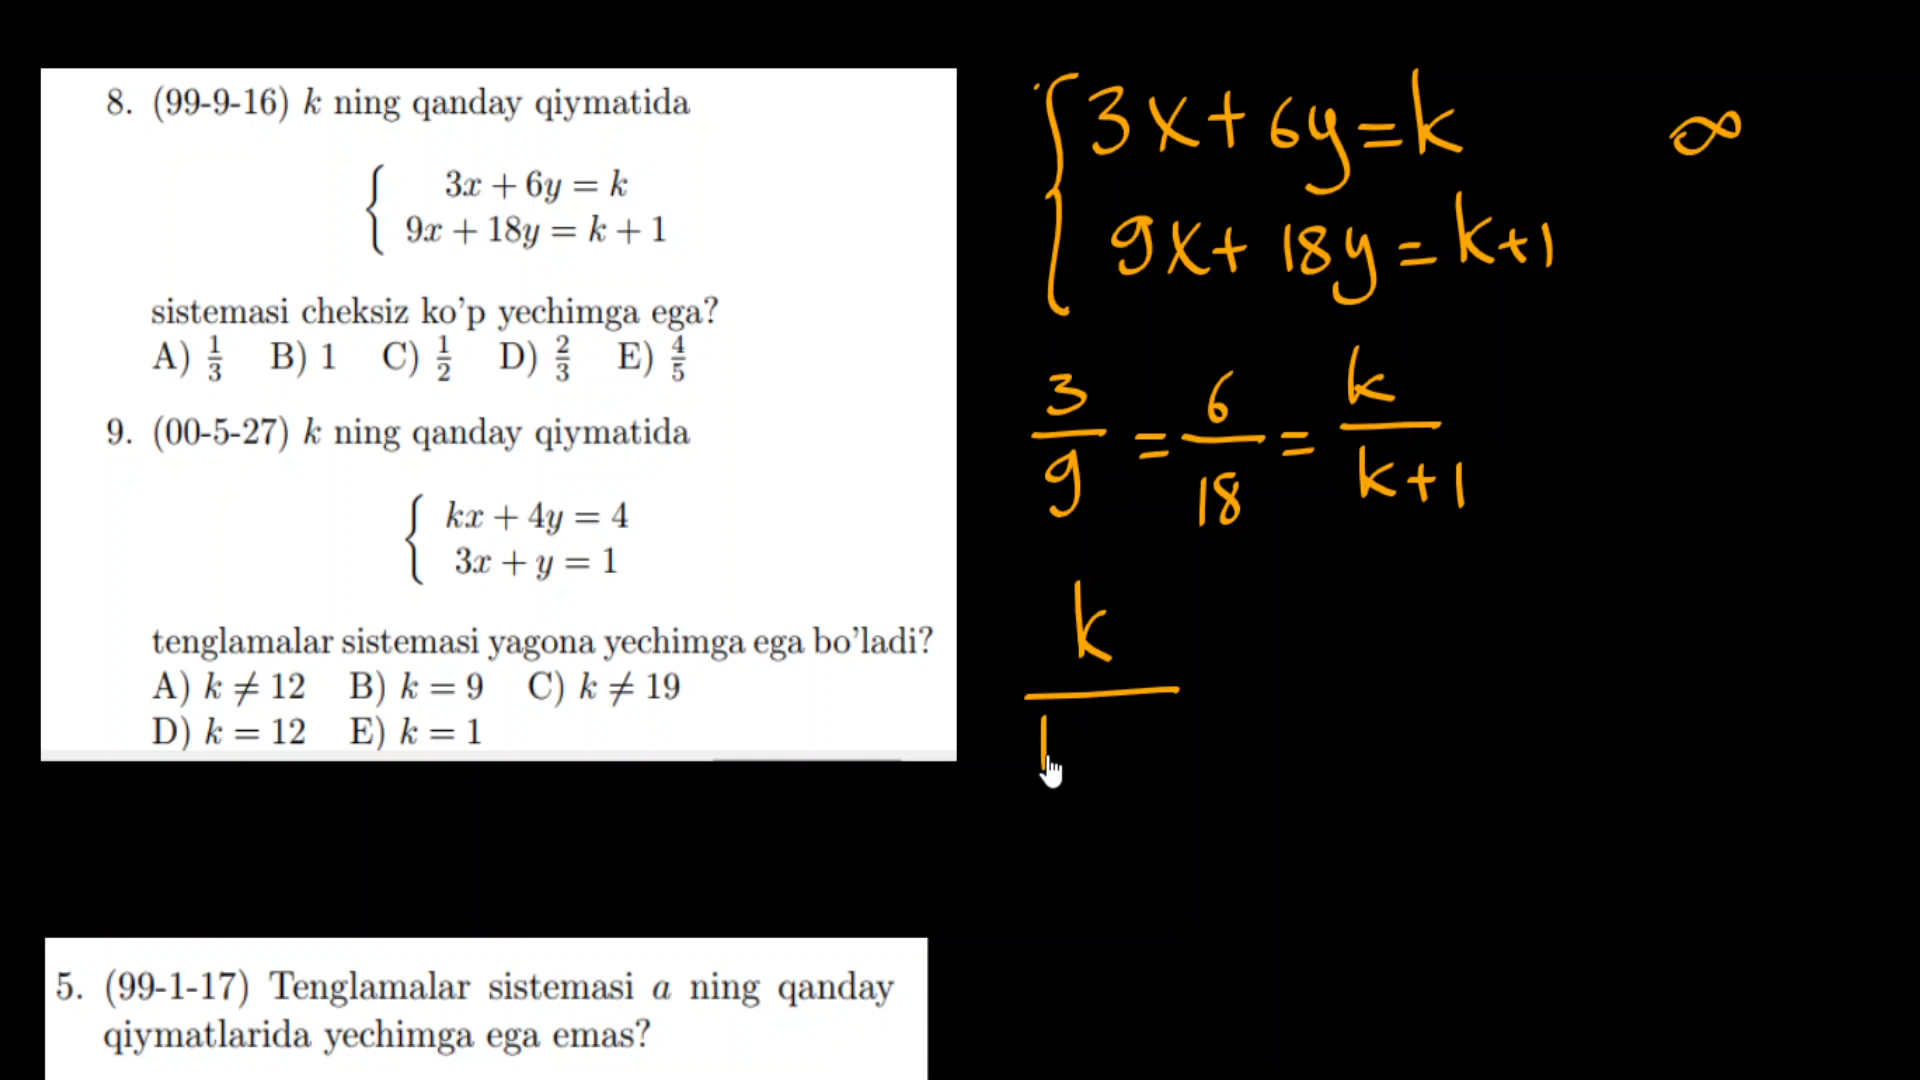 8. (99-9-16) k ning qanday qiymatida
3x + 6y = k
9x + 18y = k + 1
sistemasi cheksiz ko'p yechimga ega?
A) 1/3 B) 1 C) 1/2 D) 2/3 E) 4/5
9. (00-5-27) k ning qanday qiymatida
kx + 4y = 4
3x + y = 1
tenglamalar sistemasi yagona yechimga ega bo'ladi?
A) k ≠ 12 B) k = 9 C) k ≠ 19
D) k = 12 E) k = 1
5. (99-1-17) Tenglamalar sistemasi a ning qanday
qiymatlarida yechimga ega emas?
3x + 6y = k ∞
9x + 18y = k + 1
3/9 = 6/18 = k/(k + 1)
k